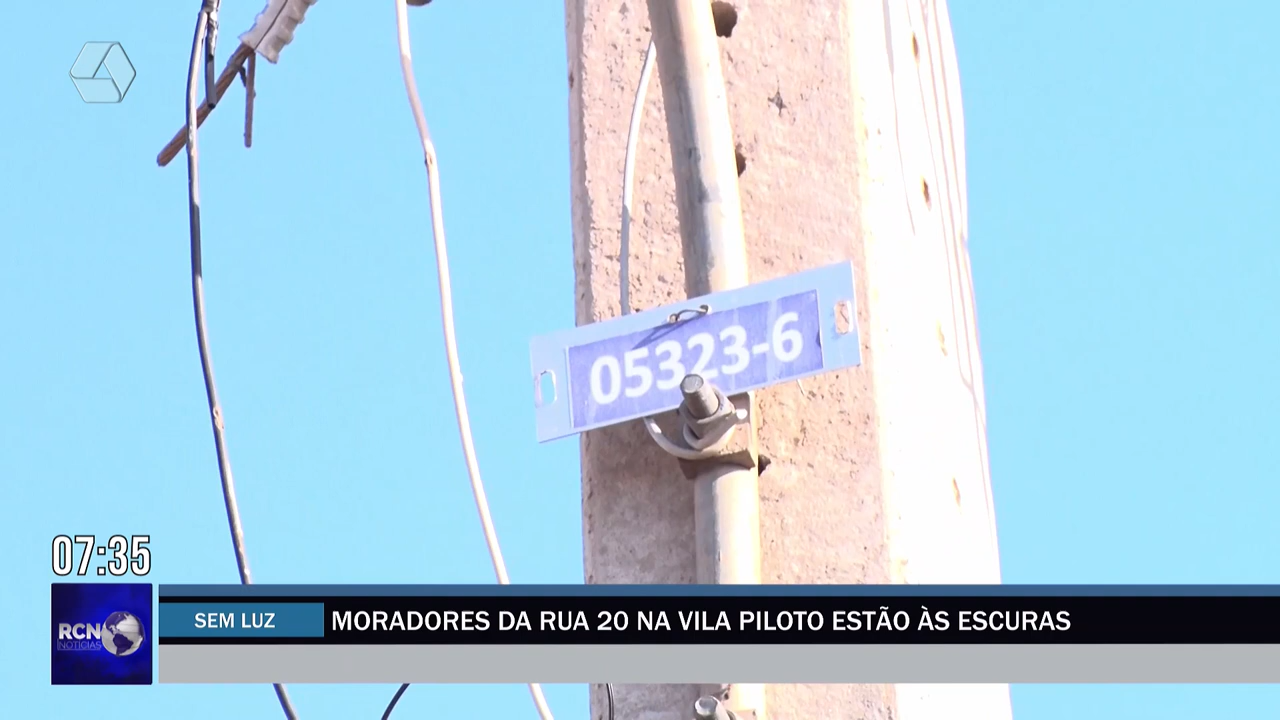 05323-6
07:35
RCN
NOTÍCIAS
SEM LUZ
MORADORES DA RUA 20 NA VILA PILOTO ESTÃO ÀS ESCURAS